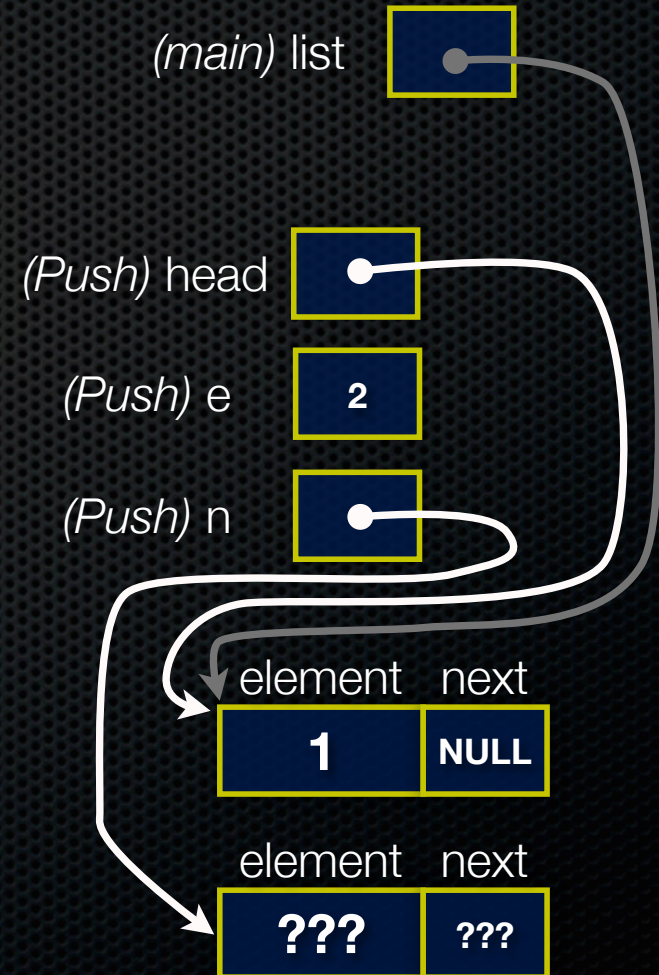 (main) list
(Push) head
(Push) e
2
(Push) n
element next
1 NULL
element next
??? ???